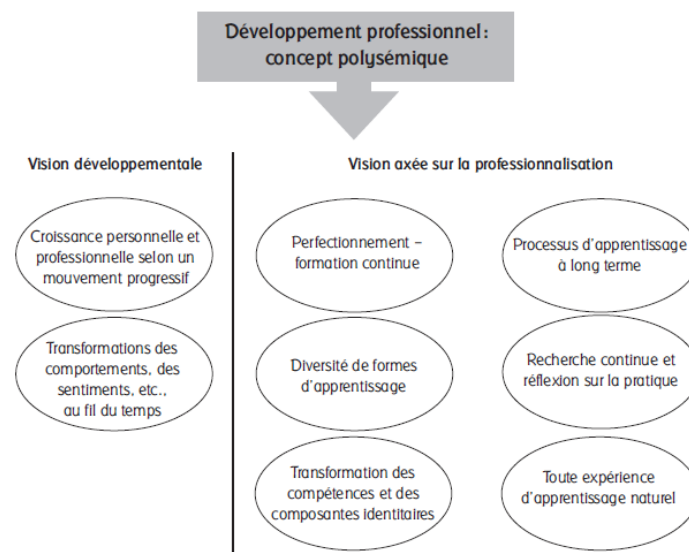 Développement professionnel :
concept polysémique
Vision développementale
Vision axée sur la professionnalisation
Croissance personnelle et
professionnelle selon un
mouvement progressif
Transformations des
comportements, des
sentiments, etc.,
au fil du temps
Perfectionnement –
formation continue
Processus d’apprentissage
à long terme
Diversité de formes
d’apprentissage
Recherche continue et
réflexion sur la pratique
Transformation des
compétences et des
composantes identitaires
Toute expérience
d’apprentissage naturel